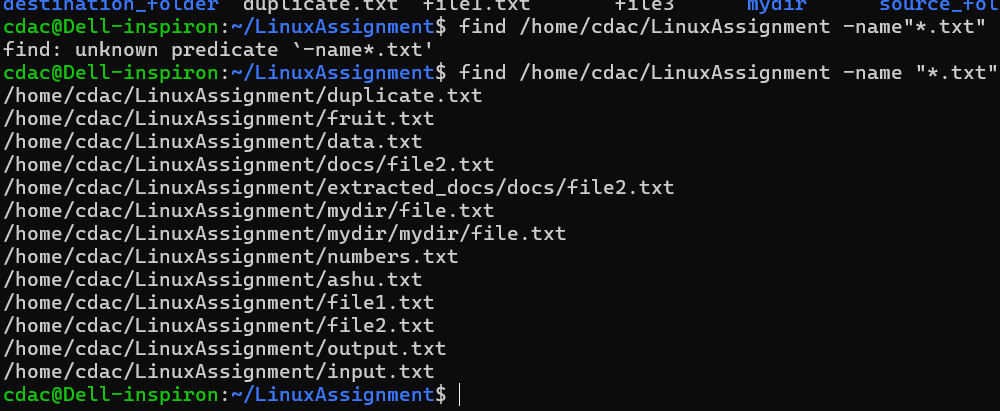 destination_folder duplicate.txt file1.txt file3 mydir source_fol
cdac@Dell-inspiron:~/LinuxAssignment$ find /home/cdac/LinuxAssignment -name"*.txt"
find: unknown predicate `-name*.txt'
cdac@Dell-inspiron:~/LinuxAssignment$ find /home/cdac/LinuxAssignment -name "*.txt"
/home/cdac/LinuxAssignment/duplicate.txt
/home/cdac/LinuxAssignment/fruit.txt
/home/cdac/LinuxAssignment/data.txt
/home/cdac/LinuxAssignment/docs/file2.txt
/home/cdac/LinuxAssignment/extracted_docs/docs/file2.txt
/home/cdac/LinuxAssignment/mydir/file.txt
/home/cdac/LinuxAssignment/mydir/mydir/file.txt
/home/cdac/LinuxAssignment/numbers.txt
/home/cdac/LinuxAssignment/ashu.txt
/home/cdac/LinuxAssignment/file1.txt
/home/cdac/LinuxAssignment/file2.txt
/home/cdac/LinuxAssignment/output.txt
/home/cdac/LinuxAssignment/input.txt
cdac@Dell-inspiron:~/LinuxAssignment$